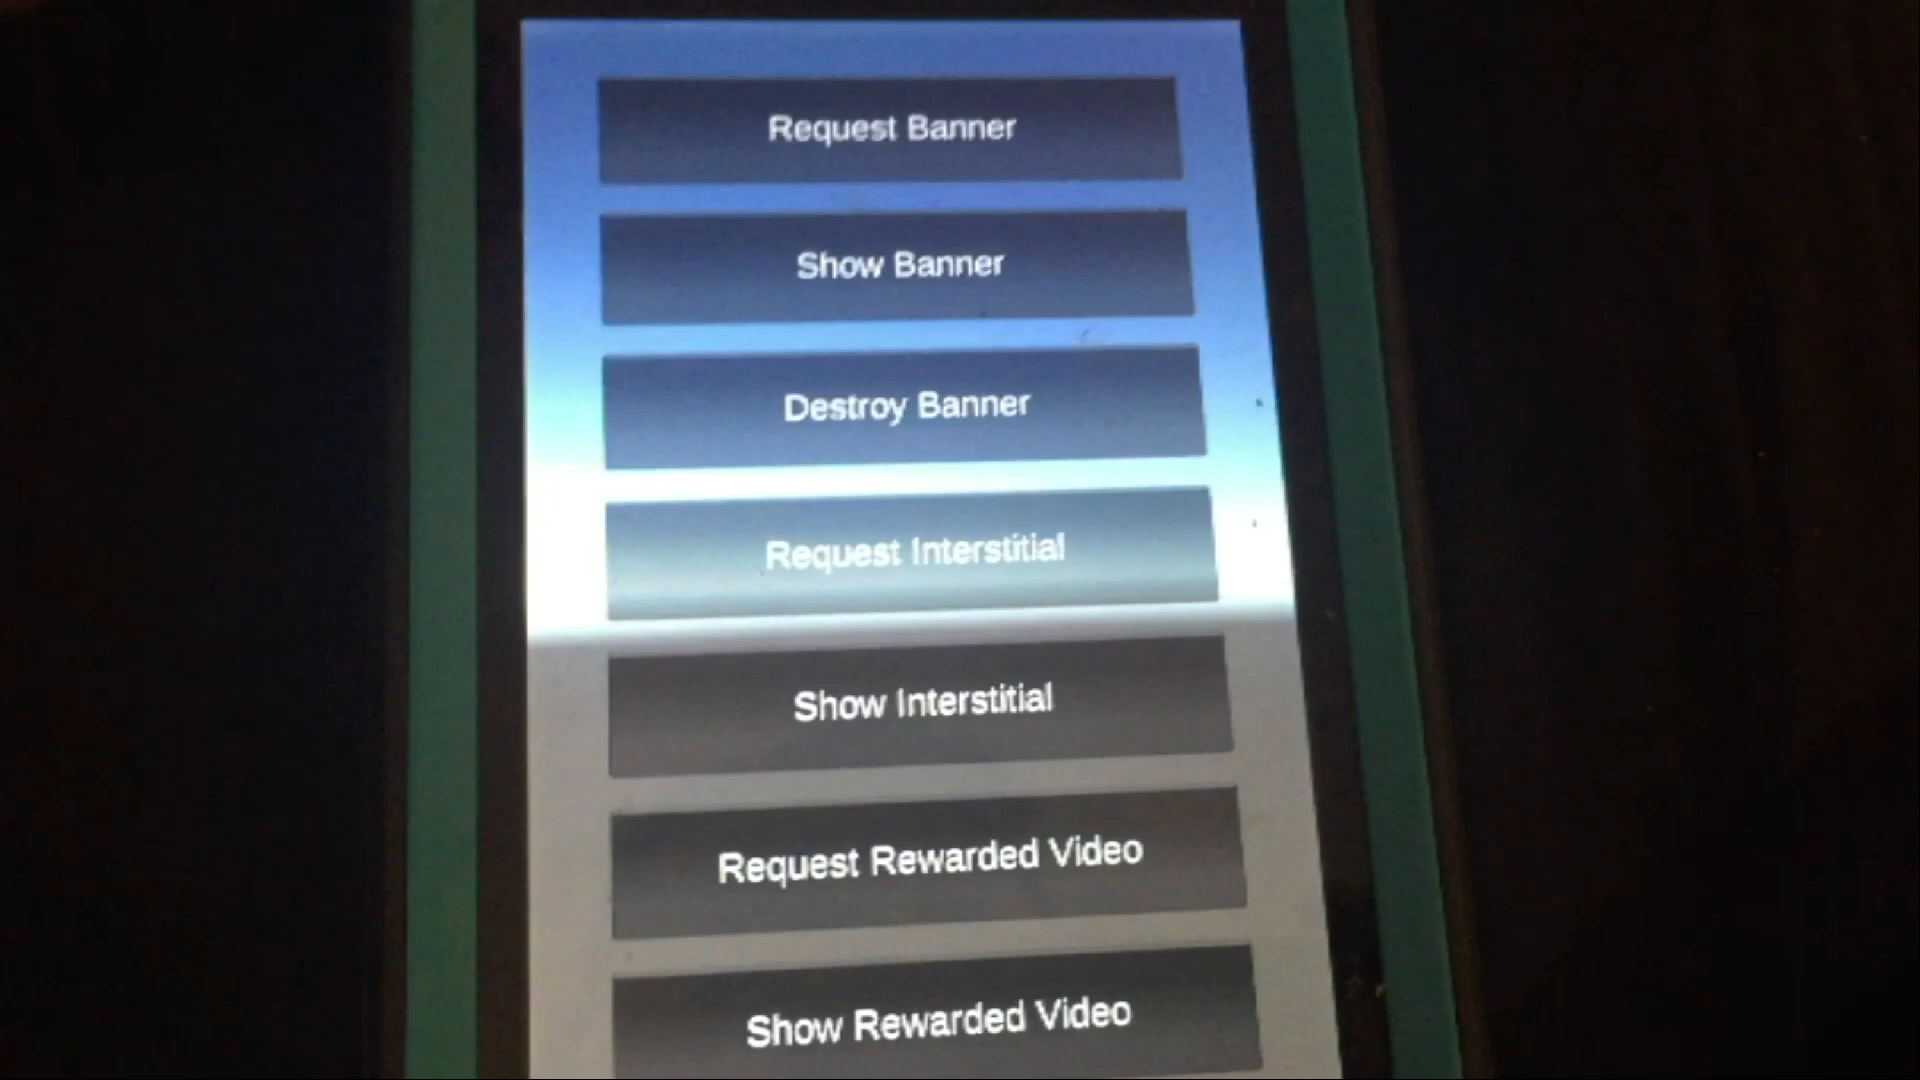 Request Banner
Show Banner
Destroy Banner
Request Interstitial
Show Interstitial
Request Rewarded Video
Show Rewarded Video